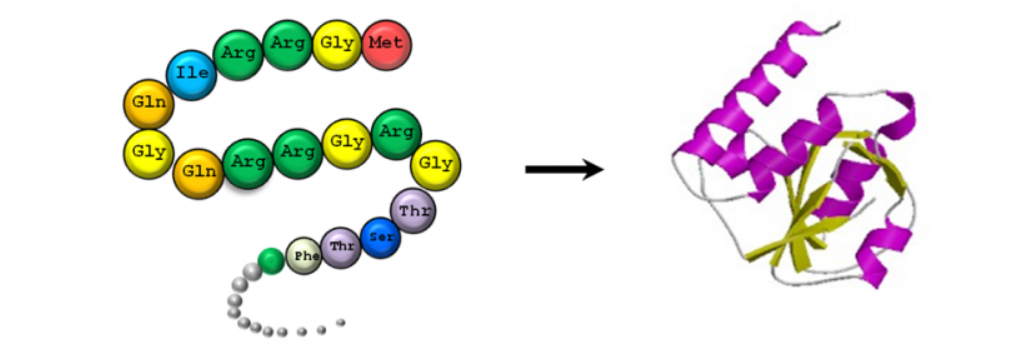 Ile Arg Arg Gly Met
Gln
Gly Gln Arg Arg Gly Arg Gly
Thr
Phe Thr Ser